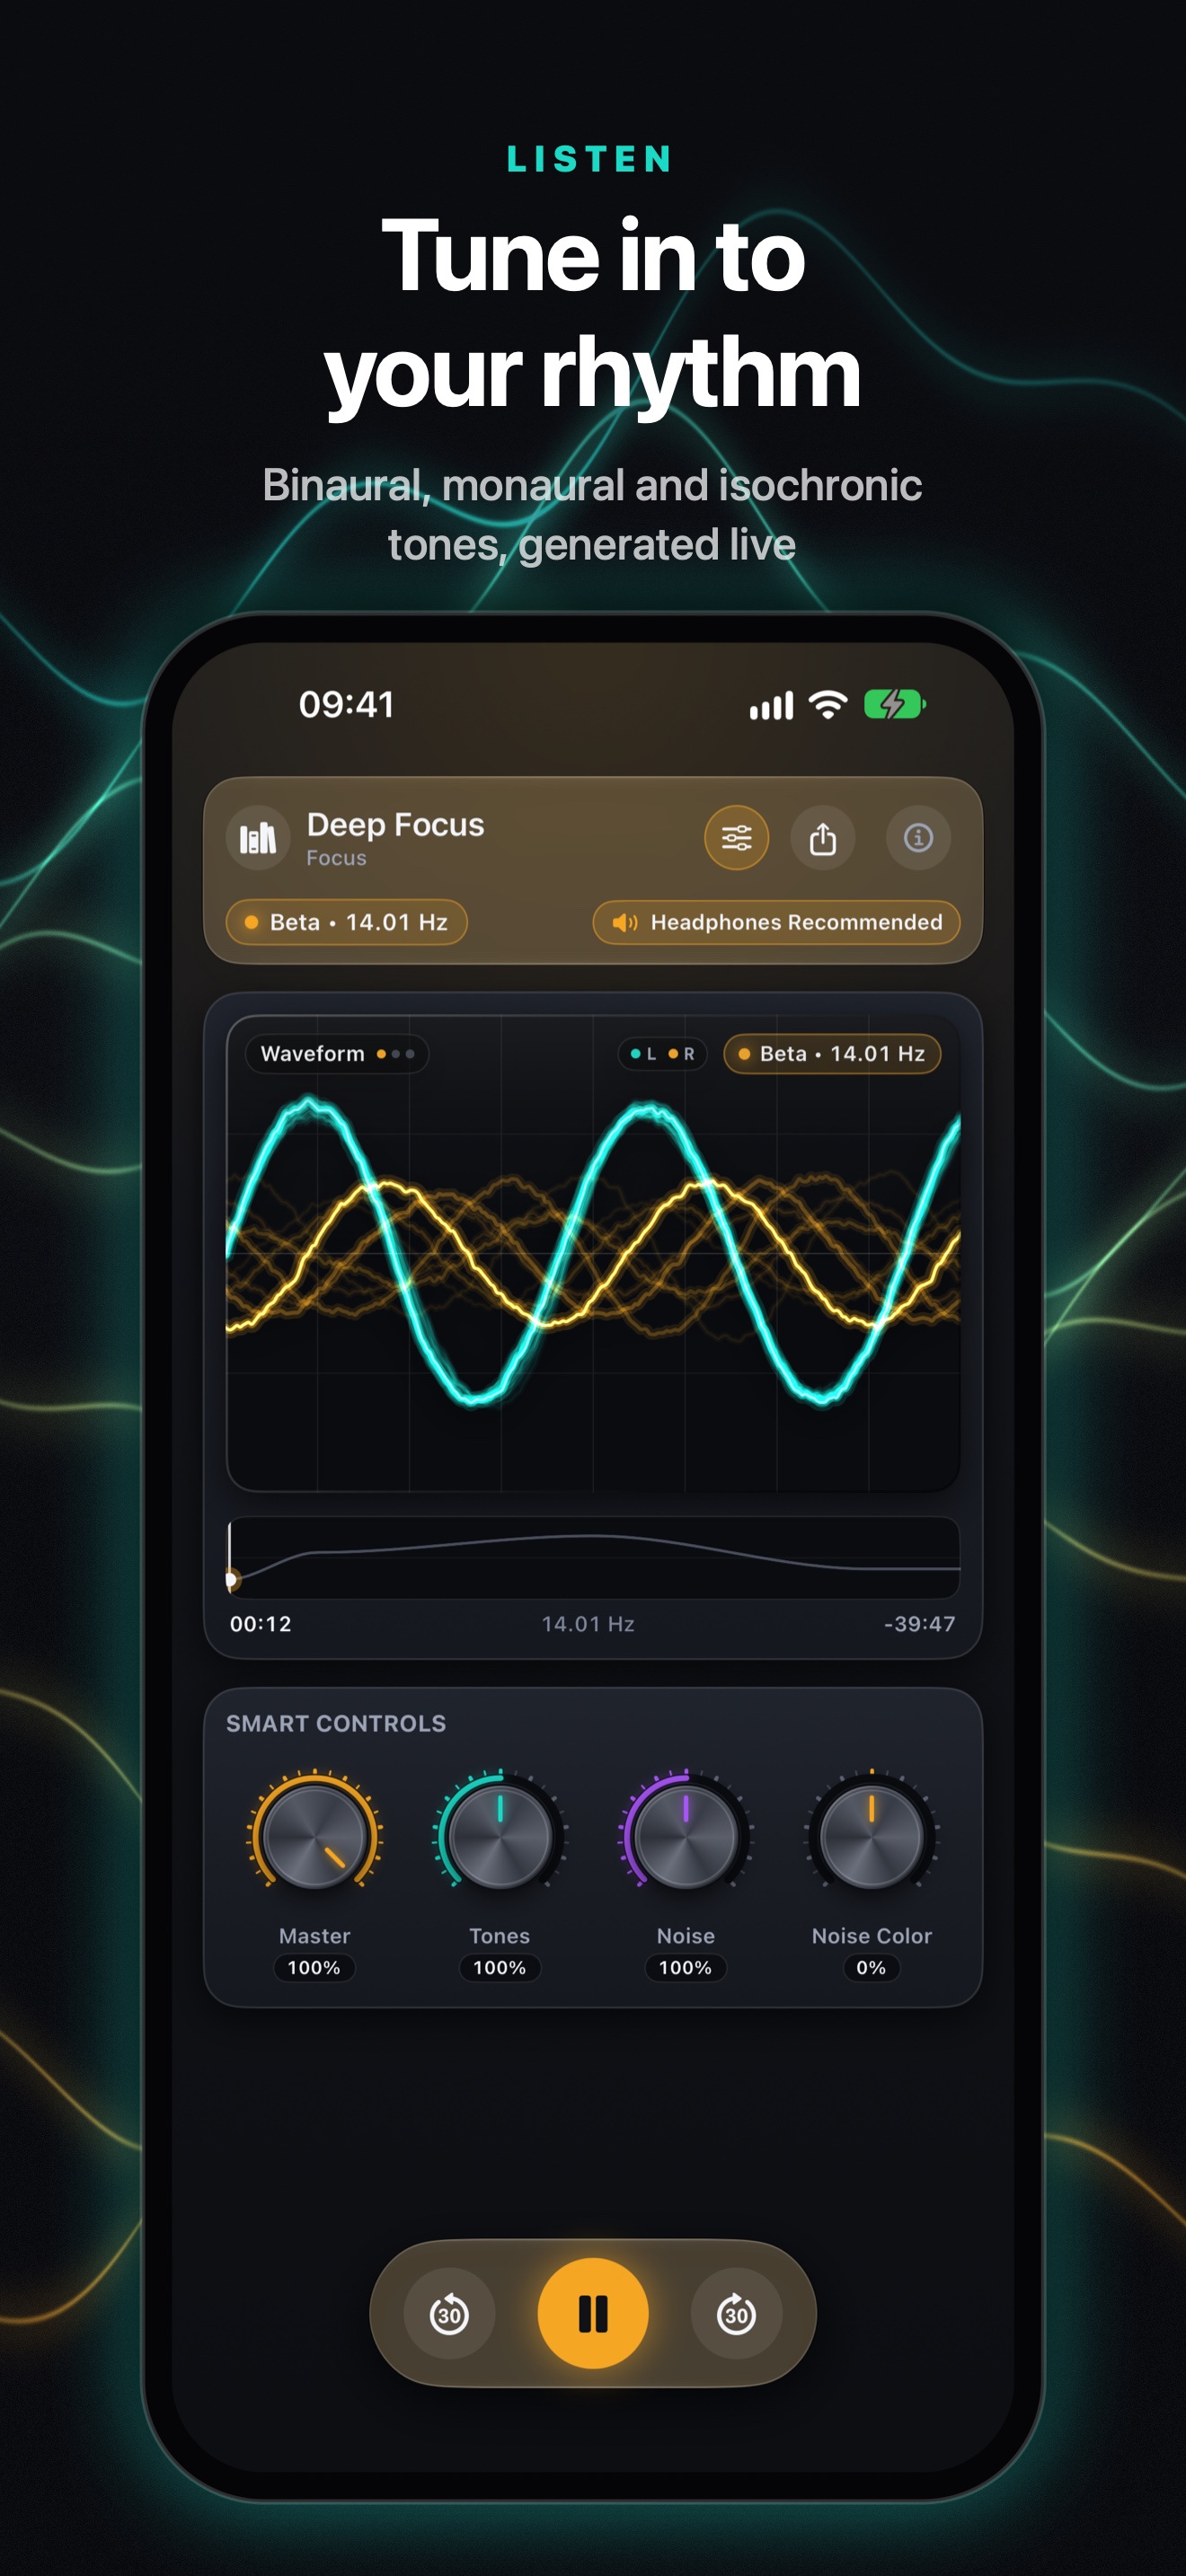 LISTEN
Tune in to
your rhythm
Binaural, monaural and isochronic
tones, generated live
09:41
Deep Focus
Focus
Beta • 14.01 Hz
Headphones Recommended
Waveform
L R
Beta • 14.01 Hz
00:12
14.01 Hz
-39:47
SMART CONTROLS
Master
Tones
Noise
Noise Color
100%
100%
100%
0%
30
30